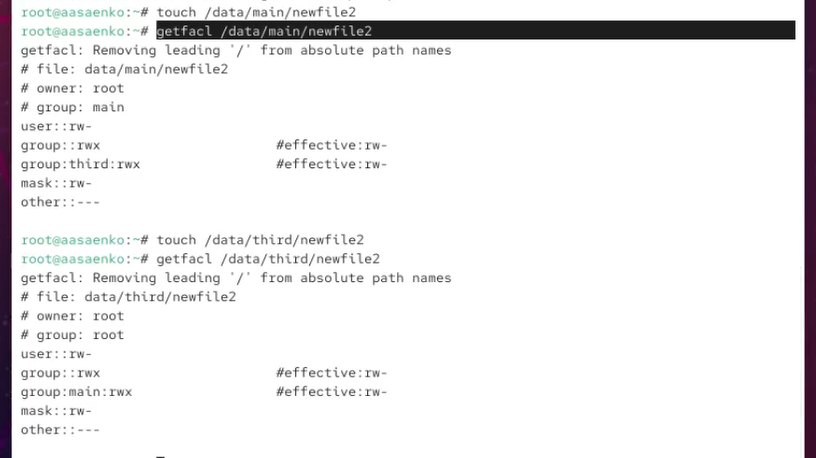 root@aasaenko:~# touch /data/main/newfile2
root@aasaenko:~# getfacl /data/main/newfile2
getfacl: Removing leading '/' from absolute path names
# file: data/main/newfile2
# owner: root
# group: main
user::rw-
group::rwx #effective:rw-
group:third:rwx #effective:rw-
mask::rw-
other::---
root@aasaenko:~# touch /data/third/newfile2
root@aasaenko:~# getfacl /data/third/newfile2
getfacl: Removing leading '/' from absolute path names
# file: data/third/newfile2
# owner: root
# group: root
user::rw-
group::rwx #effective:rw-
group:main:rwx #effective:rw-
mask::rw-
other::---